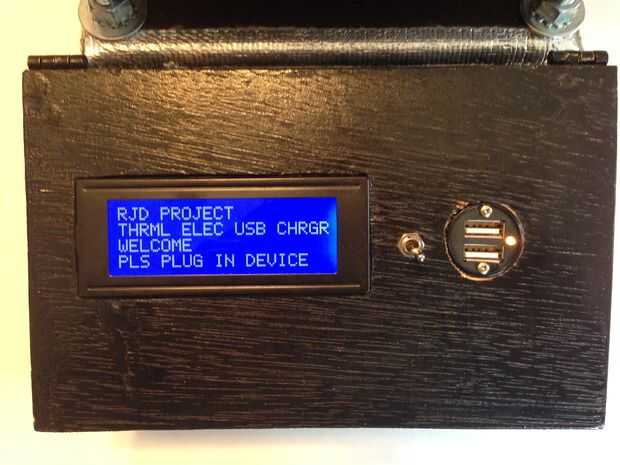 RJD PROJECT
THRML ELEC USB CHRGR
WELCOME
PLS PLUG IN DEVICE